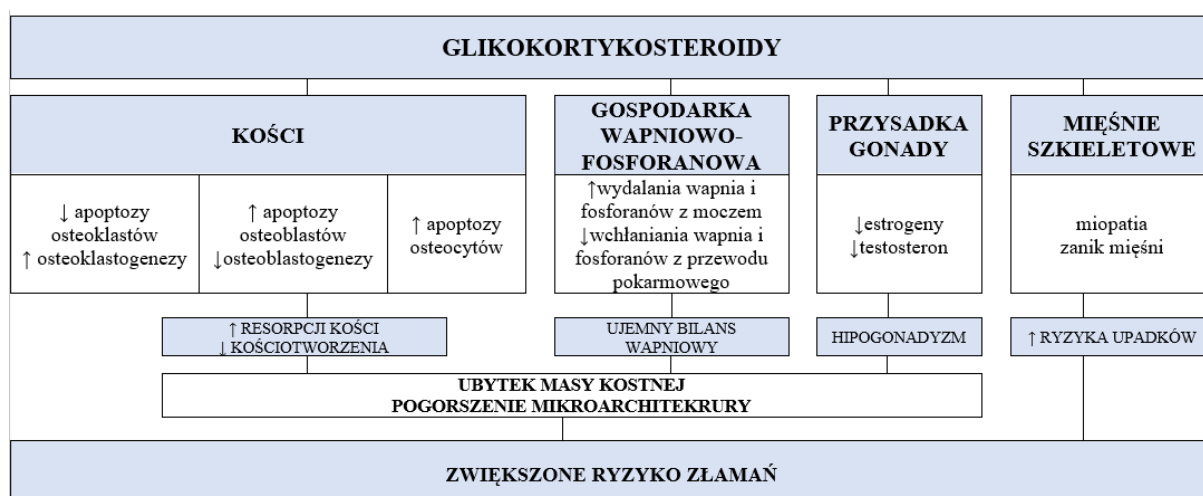 GLIKOKORTYKOSTEROIDY
KOŚCI
GOSPODARKA
WAPNIOWO-
FOSFORANOWA
PRZYSADKA
GONADY
MIĘŚNIE
SZKIELETOWE
↓ apoptozy
osteoklastów
↑ osteoklastogenezy
↑ apoptozy
osteoblastów
↓osteoblastogenezy
↑ apoptozy
osteocytów
↑wydalania wapnia i
fosforanów z moczem
↓wchłaniania wapnia i
fosforanów z przewodu
pokarmowego
↓estrogeny
↓testosteron
miopatia
zanik mięśni
↑ RESORPCJI KOŚCI
↓ KOŚCIOTWORZENIA
UJEMNY BILANS
WAPNIOWY
HIPOGONADYZM
↑ RYZYKA UPADKÓW
UBYTEK MASY KOSTNEJ
POGORSZENIE MIKROARCHITEKRURY
ZWIĘKSZONE RYZYKO ZŁAMAŃ